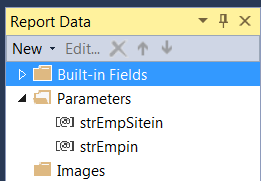 Report Data
New Edit...
Built-in Fields
Parameters
[@] strEmpSitein
[@] strEmpin
Images